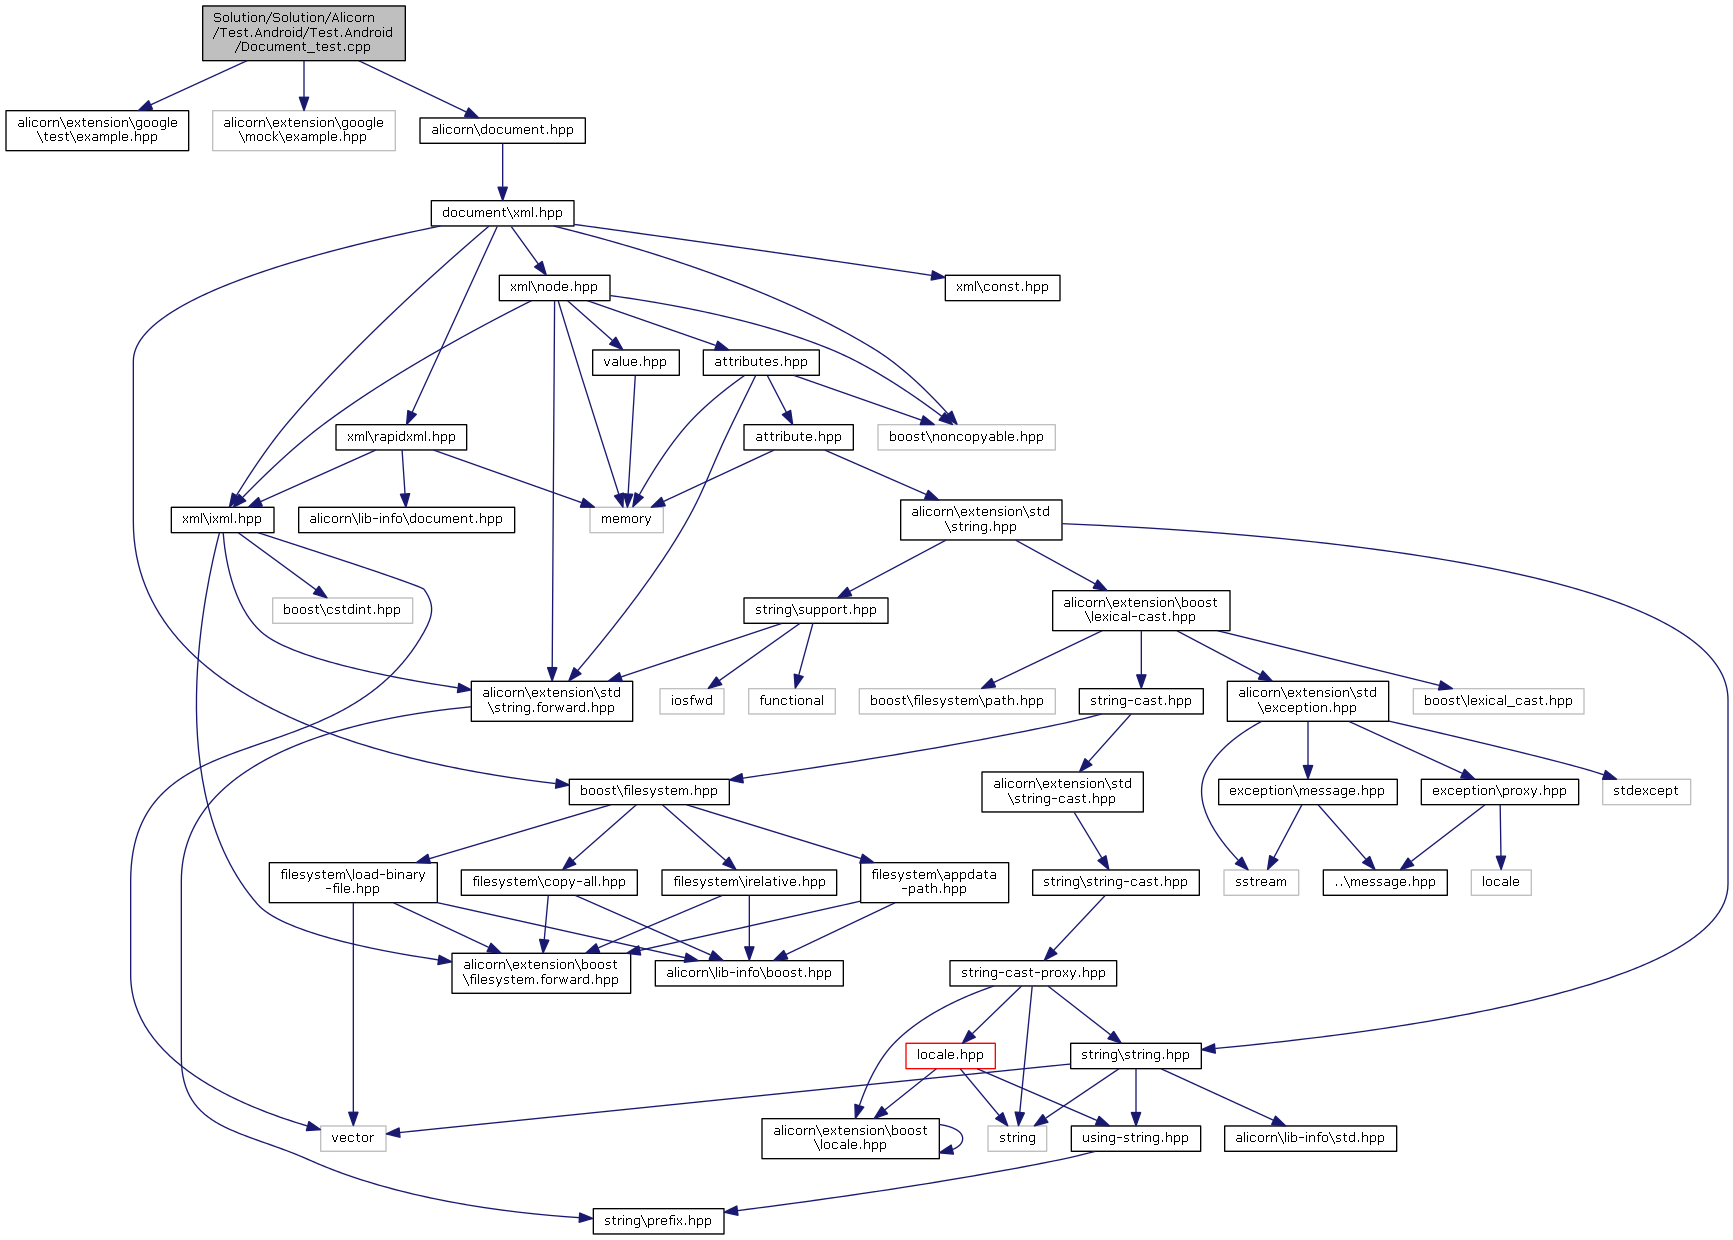 Solution/Solution/Alicorn
/Test.Android/Test.Android
/Document_test.cpp
alicorn\extension\google
\test\example.hpp
alicorn\extension\google
\mock\example.hpp
alicorn\document.hpp
document\xml.hpp
xml\node.hpp
xml\const.hpp
value.hpp
attributes.hpp
xml\rapidxml.hpp
attribute.hpp
boost\noncopyable.hpp
xml\ixml.hpp
alicorn\lib-info\document.hpp
memory
alicorn\extension\std
\string.hpp
boost\cstdint.hpp
string\support.hpp
alicorn\extension\boost
\lexical-cast.hpp
alicorn\extension\std
\string.forward.hpp
iosfwd
functional
boost\filesystem\path.hpp
string-cast.hpp
alicorn\extension\std
\exception.hpp
boost\lexical_cast.hpp
boost\filesystem.hpp
alicorn\extension\std
\string-cast.hpp
exception\message.hpp
exception\proxy.hpp
stdexcept
filesystem\load-binary
-file.hpp
filesystem\copy-all.hpp
filesystem\irelative.hpp
filesystem\appdata
-path.hpp
string\string-cast.hpp
sstream
..\message.hpp
locale
alicorn\extension\boost
\filesystem.forward.hpp
alicorn\lib-info\boost.hpp
string-cast-proxy.hpp
locale.hpp
string\string.hpp
vector
alicorn\extension\boost
\locale.hpp
string
using-string.hpp
alicorn\lib-info\std.hpp
string\prefix.hpp